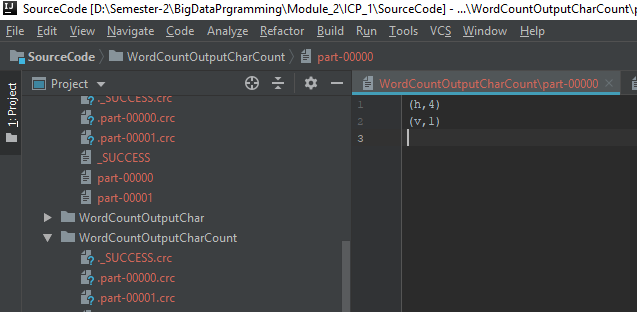 SourceCode [D:\Semester-2\BigDataPrgramming\Module_2\ICP_1\SourceCode] - ...\WordCountOutputCharCount\p
File Edit View Navigate Code Analyze Refactor Build Run Tools VCS Window Help
SourceCode WordCountOutputCharCount part-00000
1: Project
Project
WordCountOutputCharCount\part-00000
._SUCCESS.crc
.part-00000.crc
.part-00001.crc
_SUCCESS
part-00000
part-00001
WordCountOutputChar
WordCountOutputCharCount
._SUCCESS.crc
.part-00000.crc
.part-00001.crc
1 (h,4)
2 (v,1)
3